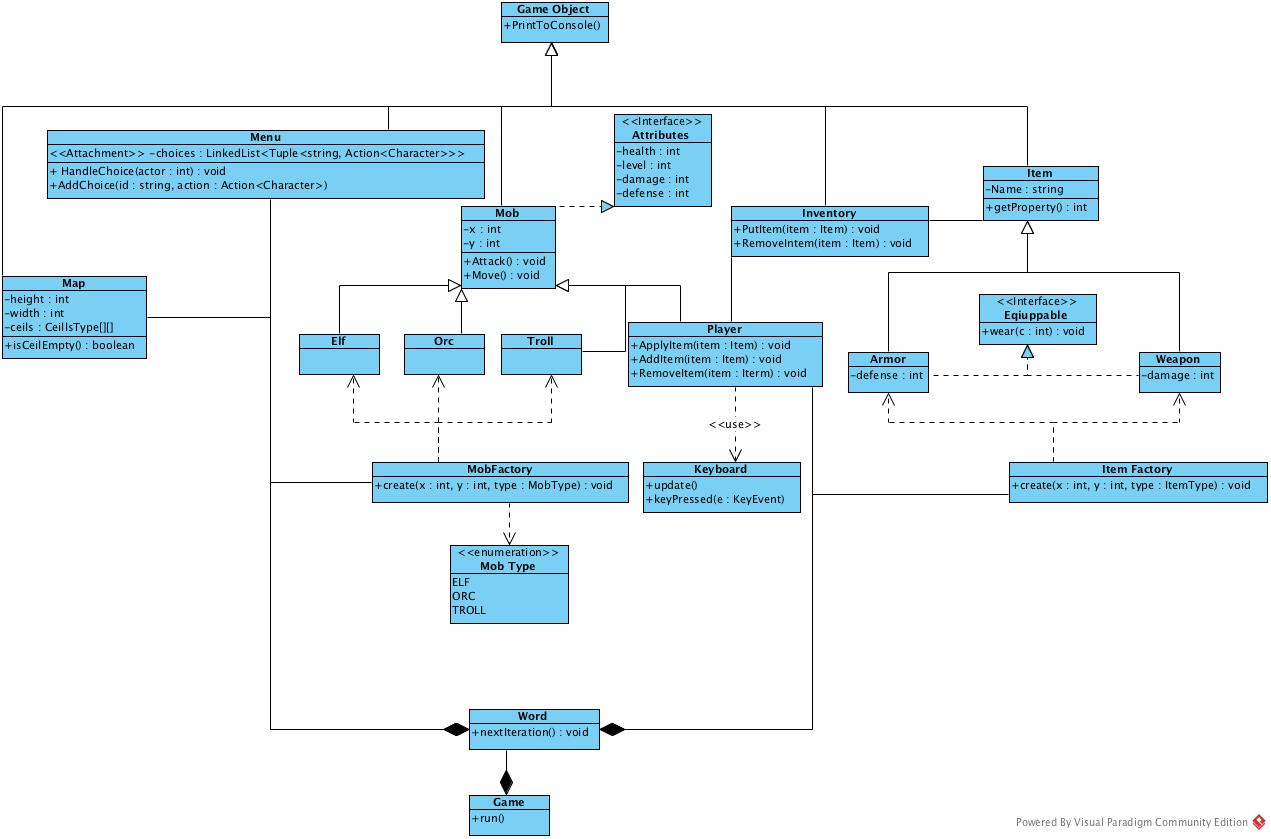 Game Object
+PrintToConsole()
Menu
<<Attachment>> -choices : LinkedList<Tuple<string, Action<Character>>>
+ HandleChoice(actor : int) : void
+AddChoice(id : string, action : Action<Character>)
<<Interface>>
Attributes
-health : int
-level : int
-damage : int
-defense : int
Item
-Name : string
+getProperty() : int
Mob
-x : int
-y : int
+Attack() : void
+Move() : void
Inventory
+PutItem(item : Item) : void
+RemoveIntem(item : Item) : void
Map
-height : int
-width : int
-ceils : CeilIsType[][]
+isCeilEmpty() : boolean
<<Interface>>
Eqiuppable
+wear(c : int) : void
Elf
Orc
Troll
Player
+ApplyItem(item : Item) : void
+AddItem(item : Item) : void
+RemoveItem(item : Iterm) : void
Armor
-defense : int
Weapon
-damage : int
<<use>>
MobFactory
+create(x : int, y : int, type : MobType) : void
Keyboard
+update()
+keyPressed(e : KeyEvent)
Item Factory
+create(x : int, y : int, type : ItemType) : void
<<enumeration>>
Mob Type
ELF
ORC
TROLL
Word
+nextIteration() : void
Game
+run()
Powered By Visual Paradigm Community Edition